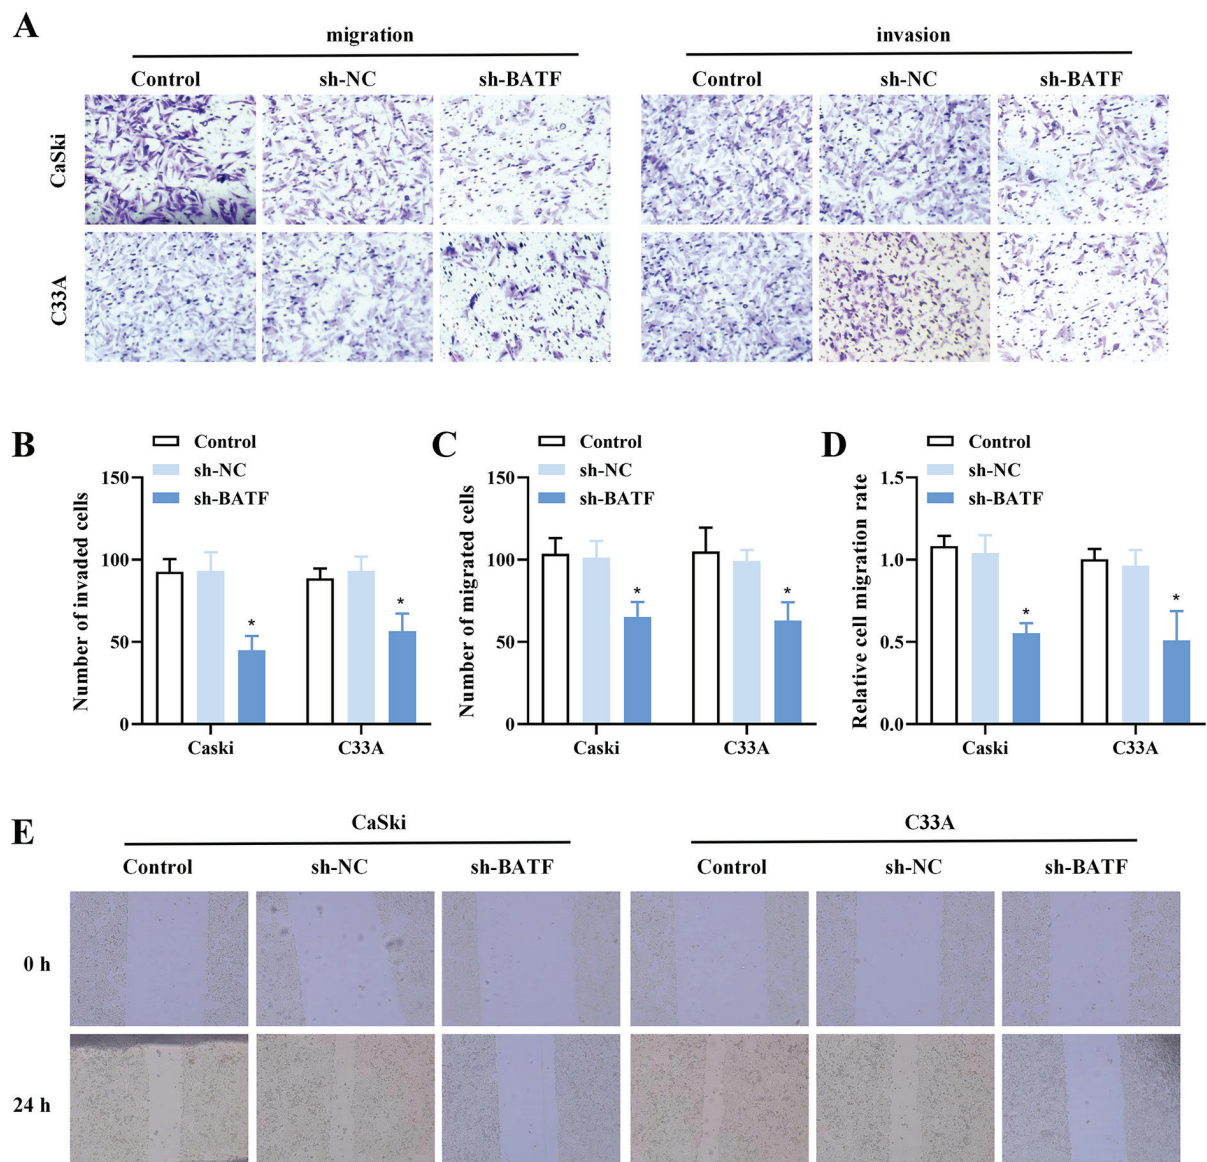 A
migration
invasion
Control sh-NC sh-BATF Control sh-NC sh-BATF
CaSki
C33A
B
Control
sh-NC
sh-BATF
Number of invaded cells
150
100
50
0
Caski C33A
C
Control
sh-NC
sh-BATF
Number of migrated cells
150
100
50
0
* *
* *
Caski C33A
D
Control
sh-NC
sh-BATF
Relative cell migration rate
1.5
1.0
0.5
0.0
* *
Caski C33A
E
CaSki C33A
Control sh-NC sh-BATF Control sh-NC sh-BATF
0 h
24 h